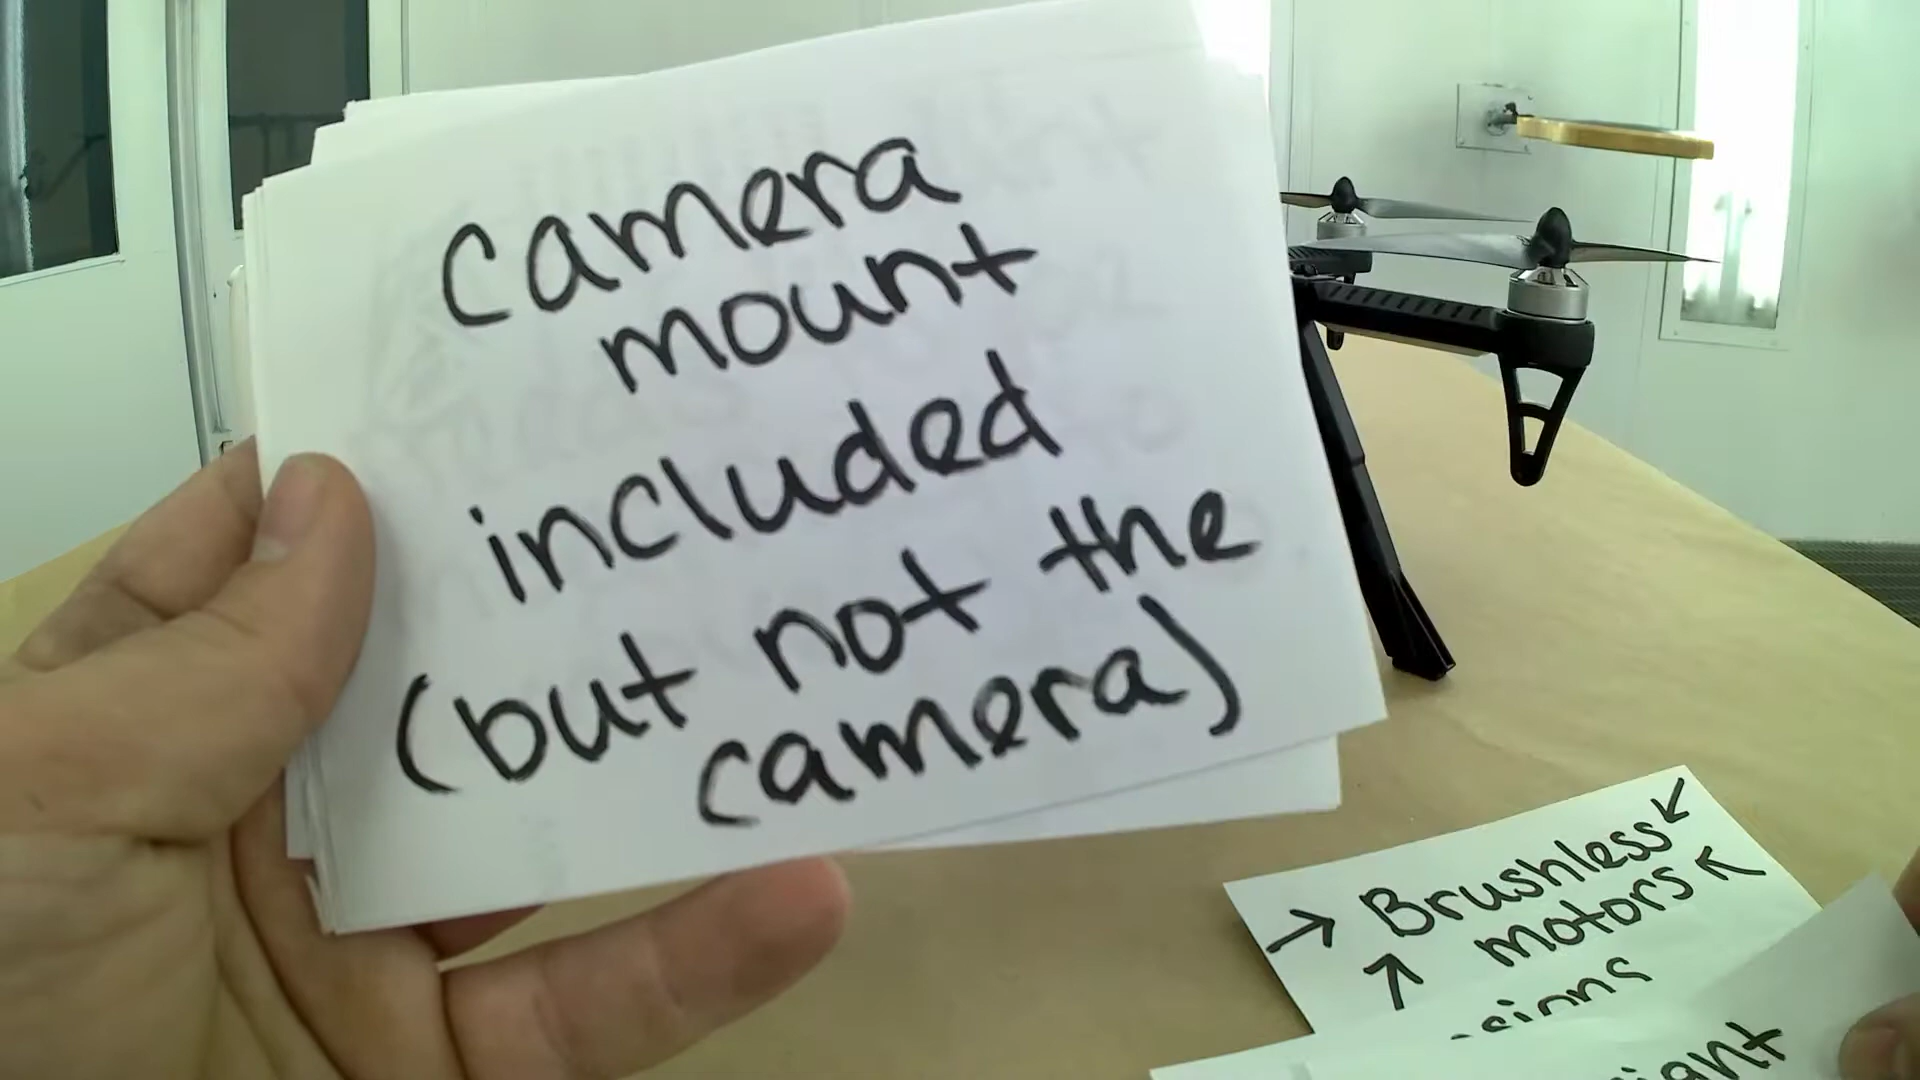 camera
mount
included
(but not the
camera)
→ Brushless ↙
↗ motors ↖